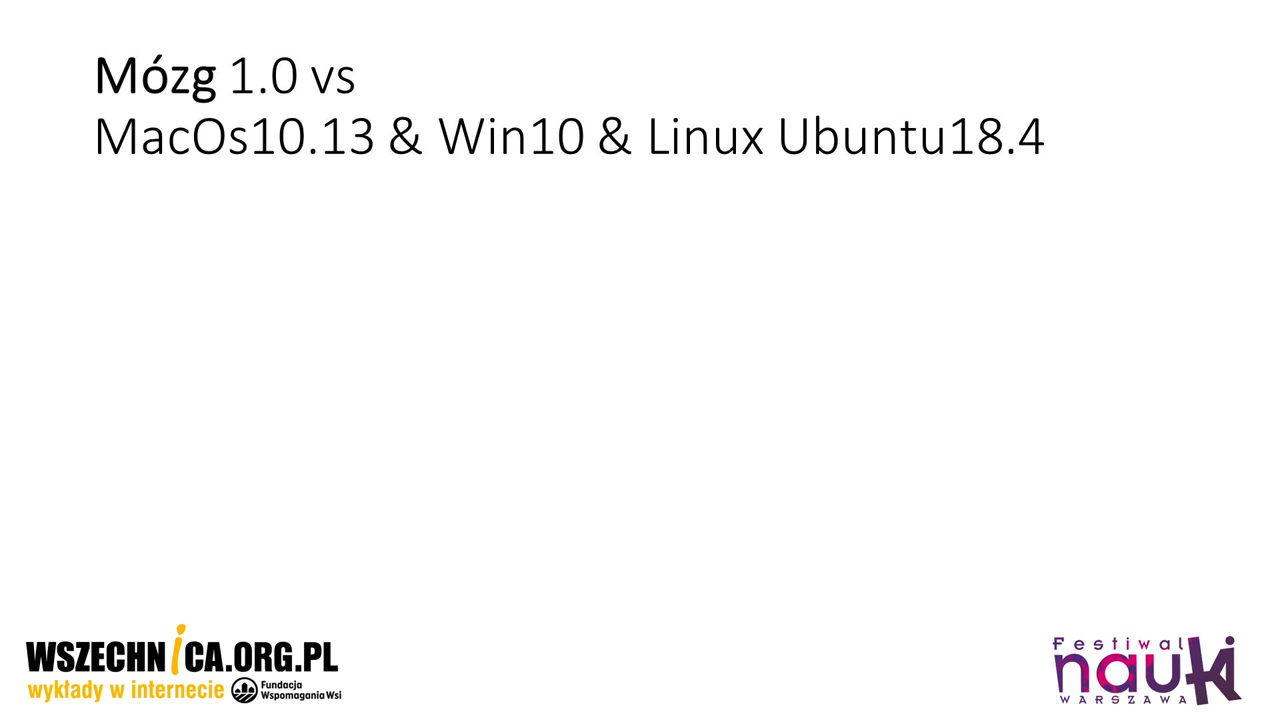 Mózg 1.0 vs
MacOs10.13 & Win10 & Linux Ubuntu18.4
WSZECHNiCA.ORG.PL
wykłady w internecie
Fundacja
Wspomagania Wsi
Festiwal
nauki
WARSZAWA